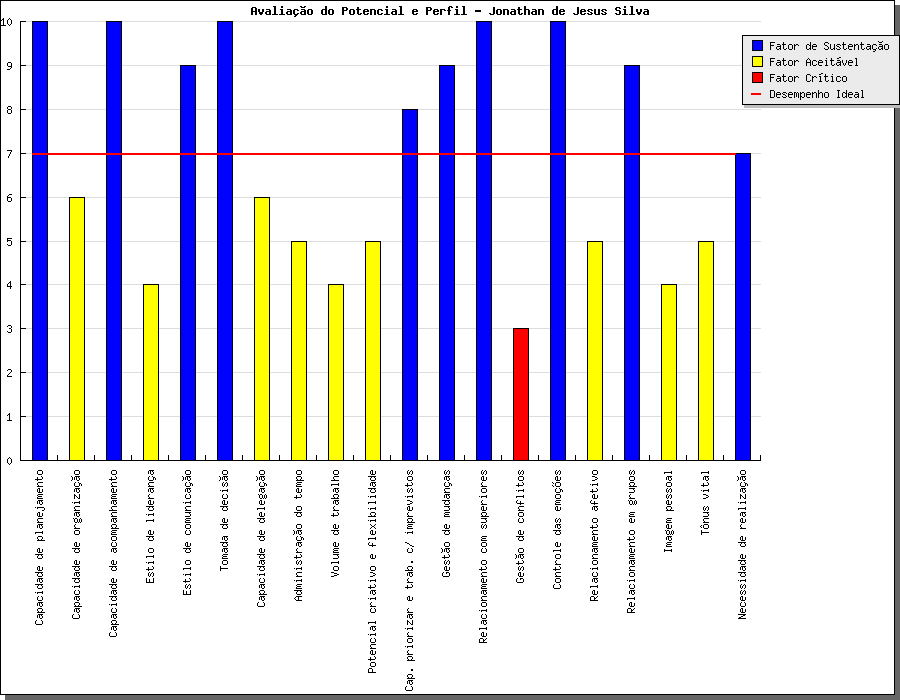 Avaliação do Potencial e Perfil - Jonathan de Jesus Silva
Fator de Sustentação
Fator Aceitável
Fator Crítico
Desempenho Ideal
10
9
8
7
6
5
4
3
2
1
0
Capacidade de planejamento
Capacidade de organização
Capacidade de acompanhamento
Estilo de liderança
Estilo de comunicação
Tomada de decisão
Capacidade de delegação
Administração do tempo
Volume de trabalho
Potencial criativo e flexibilidade
Cap. priorizar e trab. c/ imprevistos
Gestão de mudanças
Relacionamento com superiores
Gestão de conflitos
Controle das emoções
Relacionamento afetivo
Relacionamento em grupos
Imagem pessoal
Tônus vital
Necessidade de realização